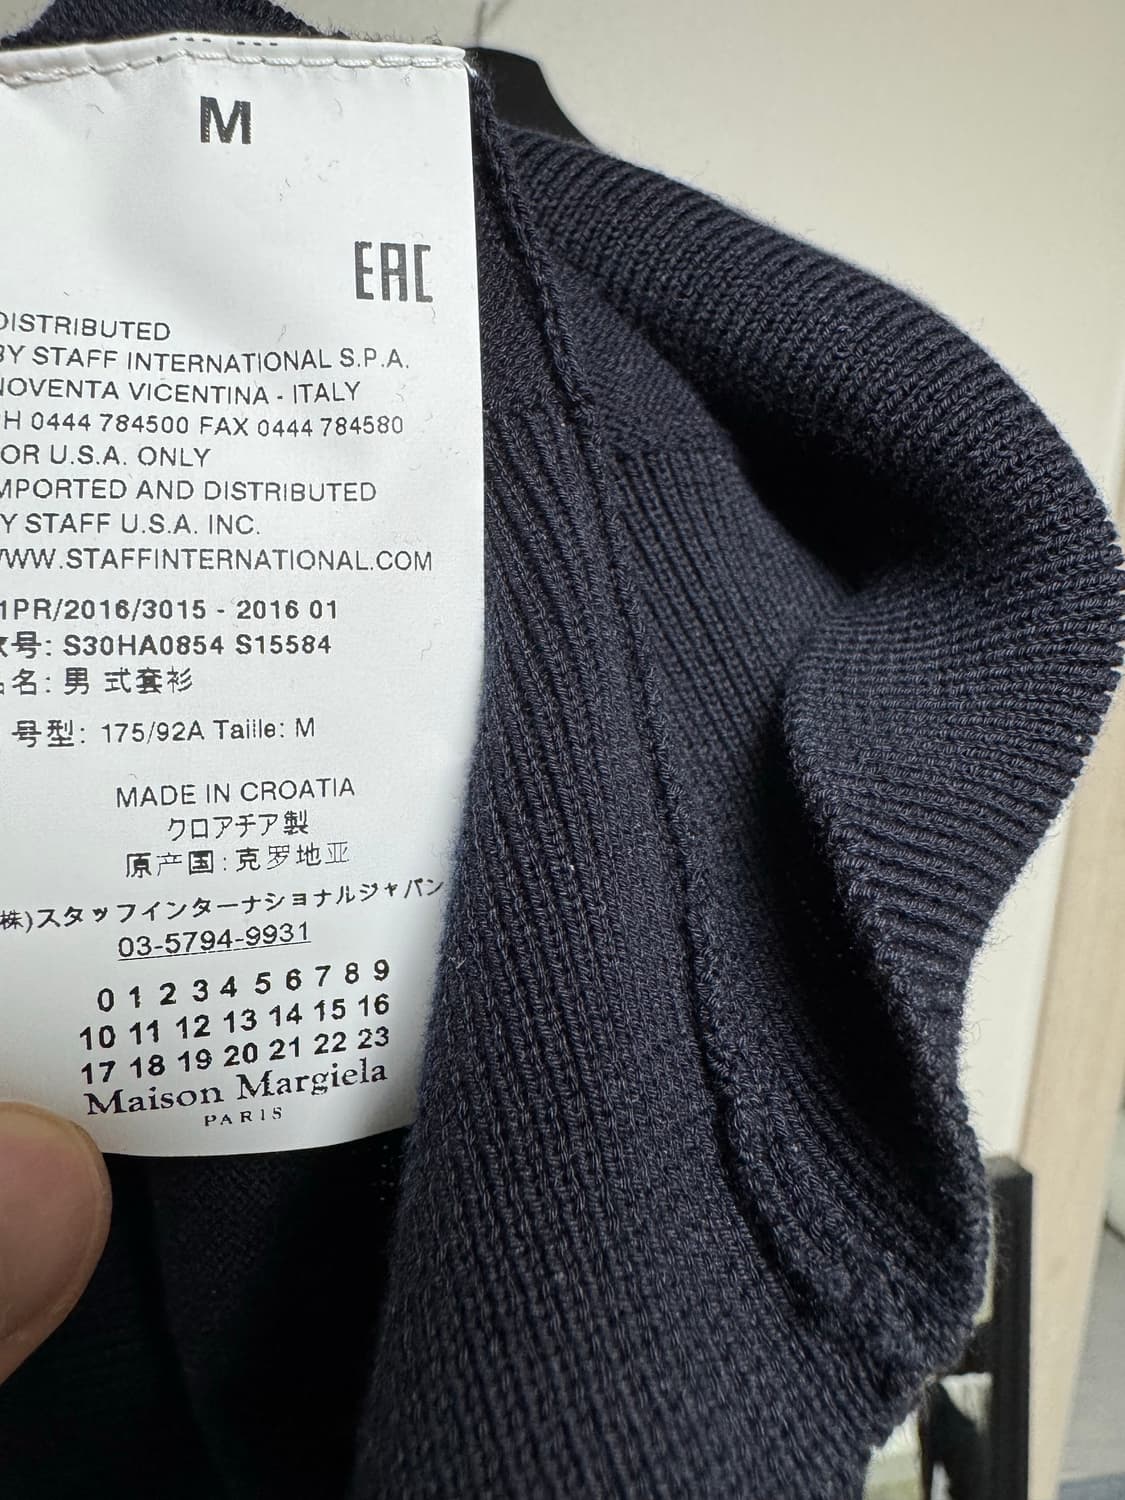 M
EAC
DISTRIBUTED
BY STAFF INTERNATIONAL S.P.A.
NOVENTA VICENTINA - ITALY
PH 0444 784500 FAX 0444 784580
OR U.S.A. ONLY
MPORTED AND DISTRIBUTED
Y STAFF U.S.A. INC.
WWW.STAFFINTERNATIONAL.COM
1PR/2016/3015 - 2016 01
号: S30HA0854 S15584
名: 男 式套衫
号型: 175/92A Taille: M
MADE IN CROATIA
クロアチア製
原产国: 克罗地亚
株)スタッフインターナショナルジャパン
03-5794-9931
0 1 2 3 4 5 6 7 8 9
10 11 12 13 14 15 16
17 18 19 20 21 22 23
Maison Margiela
PARIS